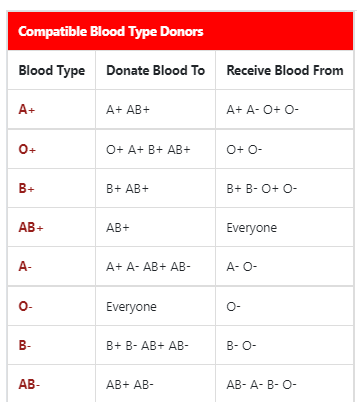 Compatible Blood Type Donors
Blood Type Donate Blood To Receive Blood From
A+ A+ AB+ A+ A- O+ O-
O+ O+ A+ B+ AB+ O+ O-
B+ B+ AB+ B+ B- O+ O-
AB+ AB+ Everyone
A- A+ A- AB+ AB- A- O-
O- Everyone O-
B- B+ B- AB+ AB- B- O-
AB- AB+ AB- AB- A- B- O-